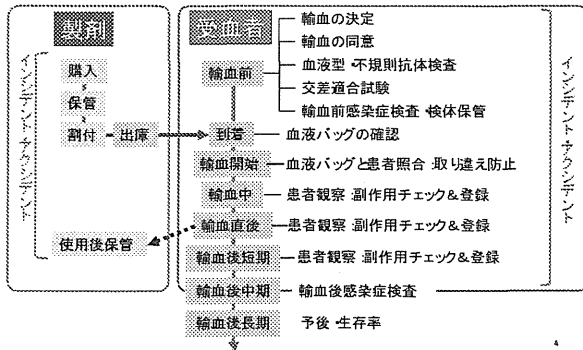 製剤
購入
保管
割付
出庫
使用後保管
インシデント・アクシデント
受血者
輸血前
輸血の決定
輸血の同意
血液型・不規則抗体検査
交差適合試験
輸血前感染症検査・検体保管
到着
血液バッグの確認
輸血開始
血液バッグと患者照合:取り違え防止
輸血中
患者観察:副作用チェック&登録
輸血直後
患者観察:副作用チェック&登録
輸血後短期
患者観察:副作用チェック&登録
輸血後中期
輸血後感染症検査
輸血後長期
予後・生存率
インシデント・アクシデント
4